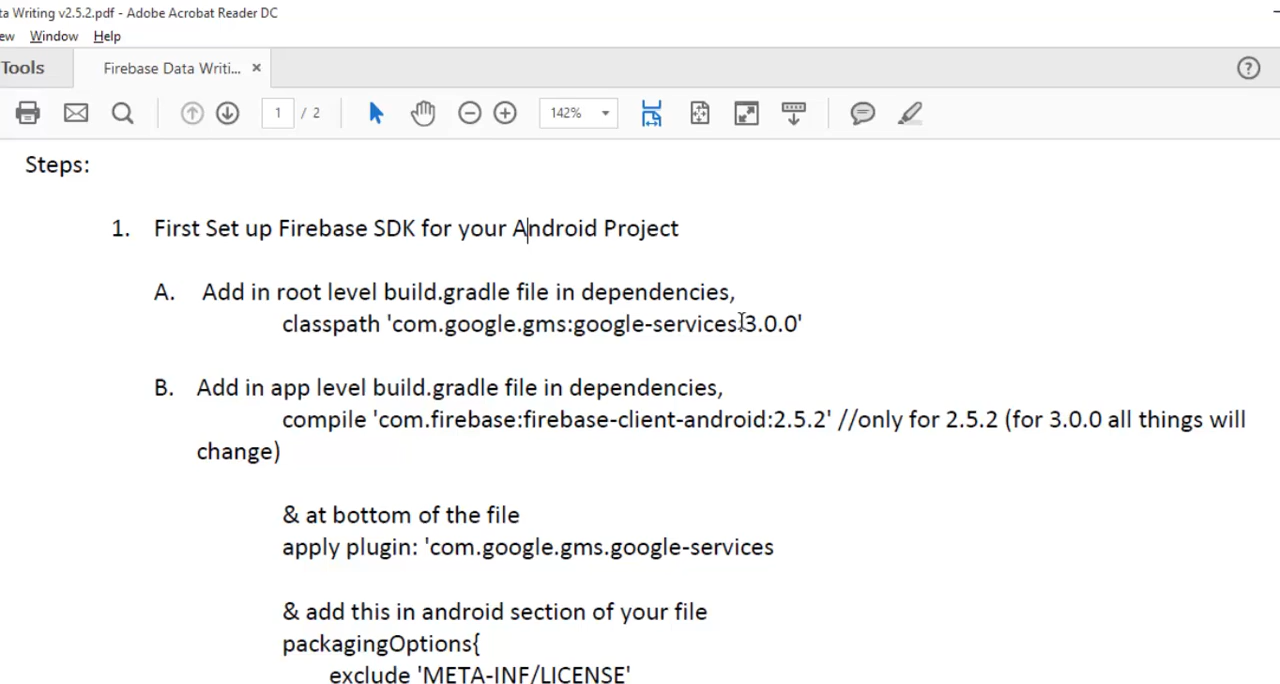 ta Writing v2.5.2.pdf - Adobe Acrobat Reader DC
ew Window Help
Tools Firebase Data Writi... ×
1 / 2 142%
Steps:
1. First Set up Firebase SDK for your Android Project
A. Add in root level build.gradle file in dependencies,
classpath 'com.google.gms:google-services:3.0.0'
B. Add in app level build.gradle file in dependencies,
compile 'com.firebase:firebase-client-android:2.5.2' //only for 2.5.2 (for 3.0.0 all things will
change)
& at bottom of the file
apply plugin: 'com.google.gms.google-services
& add this in android section of your file
packagingOptions{
exclude 'META-INF/LICENSE'